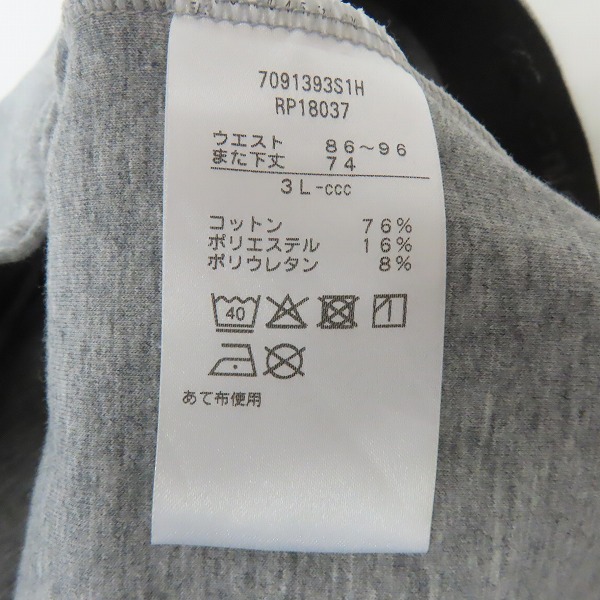 7091393S1H
RP18037
ウエスト 86～96
また下丈 74
3L-ccc
コットン 76%
ポリエステル 16%
ポリウレタン 8%
40
あて布使用